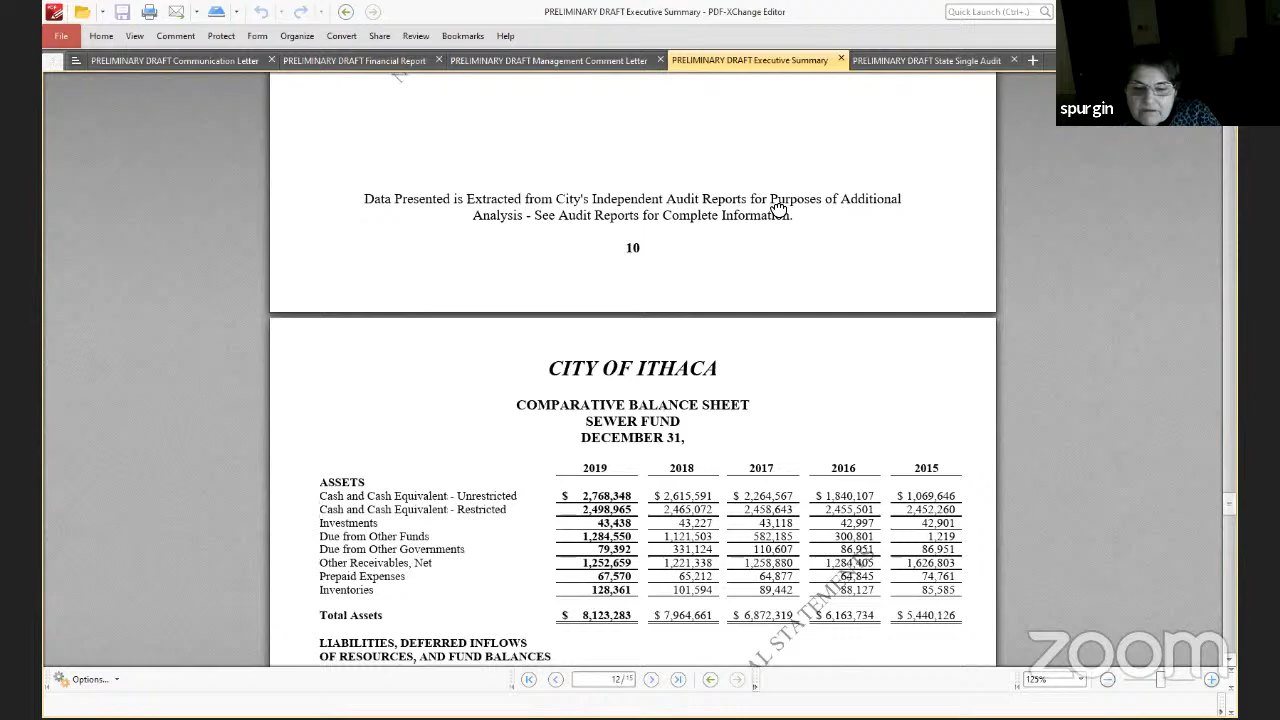 PRELIMINARY DRAFT Executive Summary - PDF-XChange Editor
Quick Launch (Ctrl+.)
File Home View Comment Protect Form Organize Convert Share Review Bookmarks Help
PRELIMINARY DRAFT Communication Letter PRELIMINARY DRAFT Financial Report PRELIMINARY DRAFT Management Comment Letter PRELIMINARY DRAFT Executive Summary PRELIMINARY DRAFT State Single Audit
spurgin
Data Presented is Extracted from City's Independent Audit Reports for Purposes of Additional
Analysis - See Audit Reports for Complete Information.
10
CITY OF ITHACA
COMPARATIVE BALANCE SHEET
SEWER FUND
DECEMBER 31,
2019 2018 2017 2016 2015
ASSETS
Cash and Cash Equivalent - Unrestricted $ 2,768,348 $ 2,615,591 $ 2,264,567 $ 1,840,107 $ 1,069,646
Cash and Cash Equivalent - Restricted 2,498,965 2,465,072 2,458,643 2,455,501 2,452,260
Investments 43,438 43,227 43,118 42,997 42,901
Due from Other Funds 1,284,550 1,121,503 582,185 300,801 1,219
Due from Other Governments 79,392 331,124 110,607 86,951 86,951
Other Receivables, Net 1,252,659 1,221,338 1,258,880 1,284,405 1,626,803
Prepaid Expenses 67,570 65,212 64,877 64,845 74,761
Inventories 128,361 101,594 89,442 88,127 85,585
Total Assets $ 8,123,283 $ 7,964,661 $ 6,872,319 $ 6,163,734 $ 5,440,126
LIABILITIES, DEFERRED INFLOWS
OF RESOURCES, AND FUND BALANCES
AL STATEMEN
zoom
Options... 12 / 15 125%